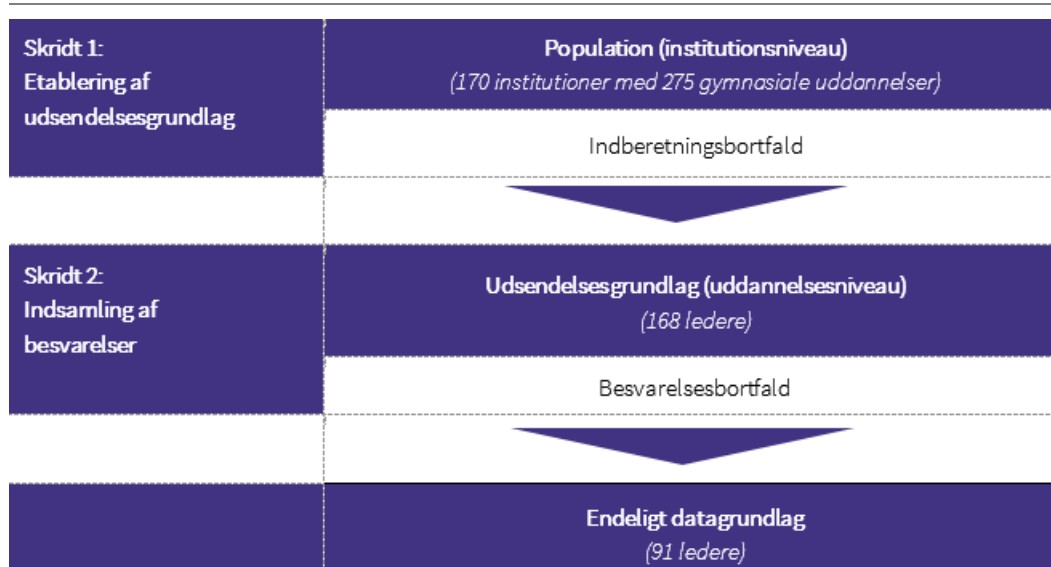 Skridt 1:
Etablering af
udsendelsesgrundlag
Population (institutionsniveau)
(170 institutioner med 275 gymnasiale uddannelser)
Indberetningsbortfald
Skridt 2:
Indsamling af
besvarelser
Udsendelsesgrundlag (uddannelsesniveau)
(168 ledere)
Besvarelsesbortfald
Endeligt datagrundlag
(91 ledere)